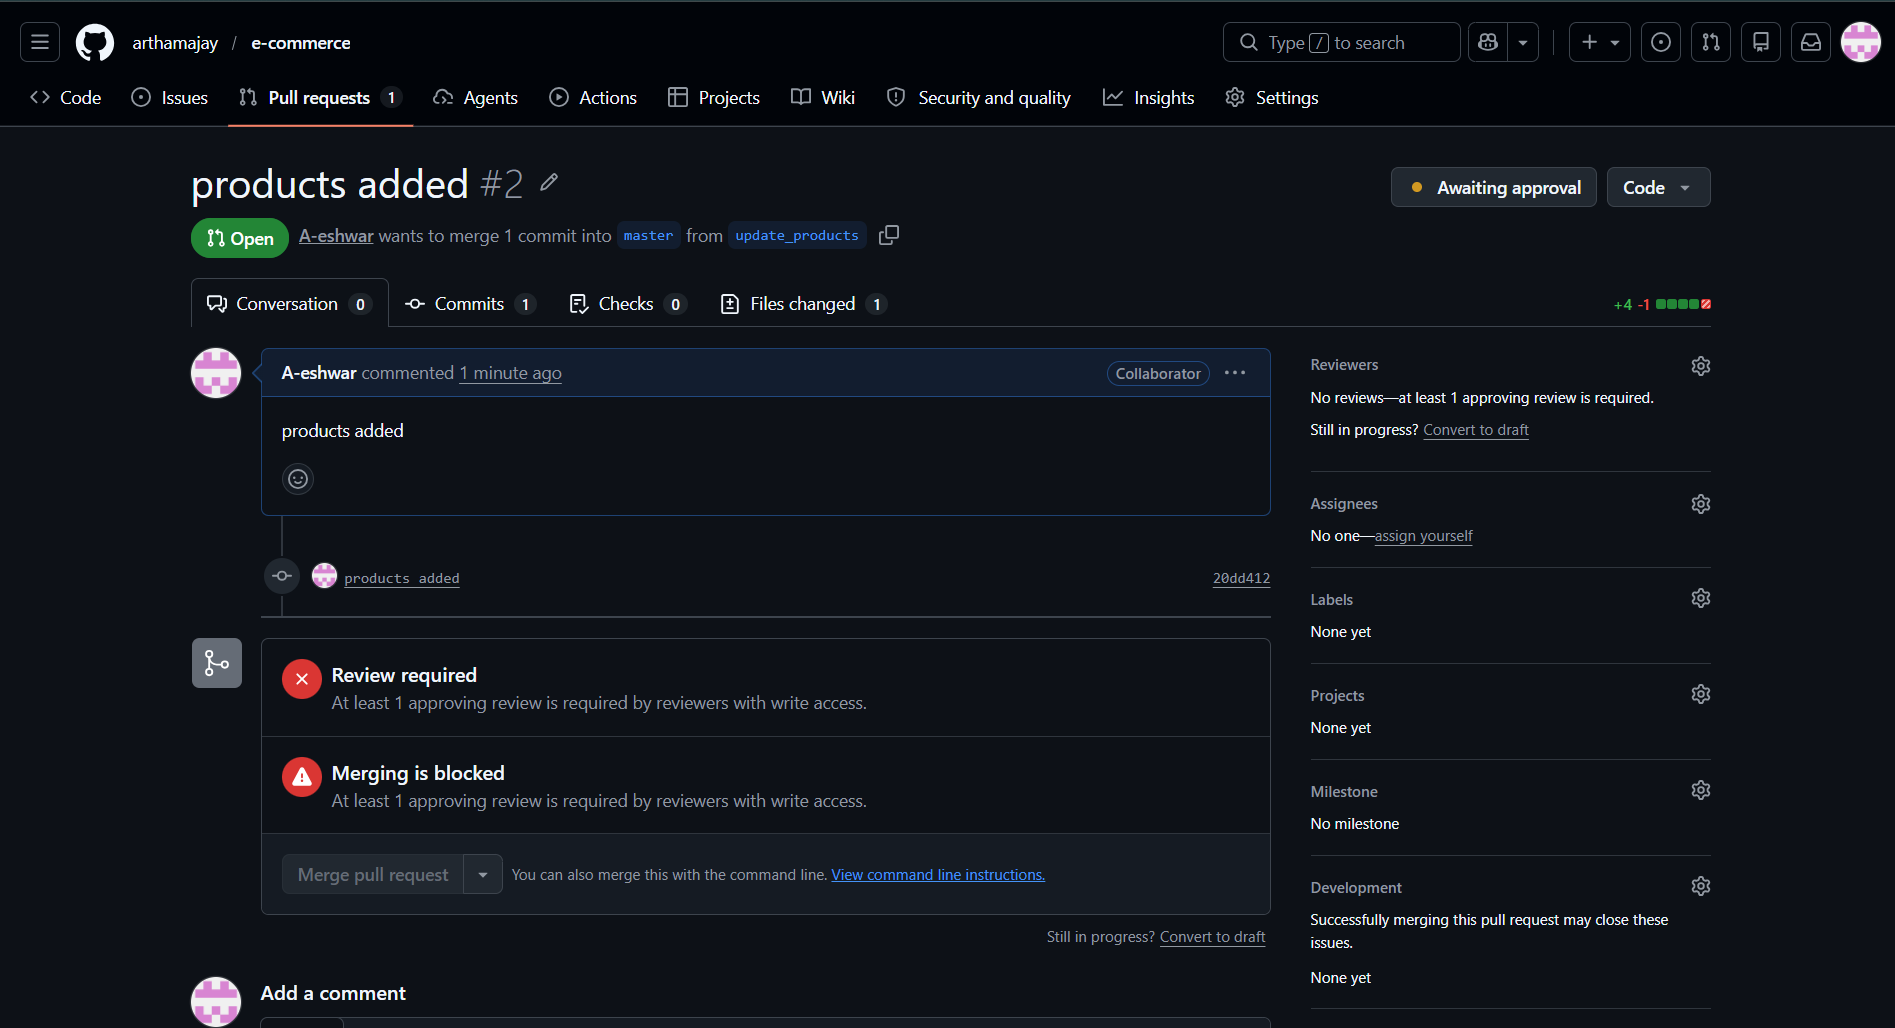 arthamajay / e-commerce
Type / to search
Code
Issues
Pull requests 1
Agents
Actions
Projects
Wiki
Security and quality
Insights
Settings
products added #2
Awaiting approval
Code
Open
A-eshwar wants to merge 1 commit into master from update_products
Conversation 0
Commits 1
Checks 0
Files changed 1
+4 -1
A-eshwar commented 1 minute ago
Collaborator
products added
products added
20dd412
Review required
At least 1 approving review is required by reviewers with write access.
Merging is blocked
At least 1 approving review is required by reviewers with write access.
Merge pull request
You can also merge this with the command line. View command line instructions.
Still in progress? Convert to draft
Add a comment
Reviewers
No reviews—at least 1 approving review is required.
Still in progress? Convert to draft
Assignees
No one—assign yourself
Labels
None yet
Projects
None yet
Milestone
No milestone
Development
Successfully merging this pull request may close these
issues.
None yet